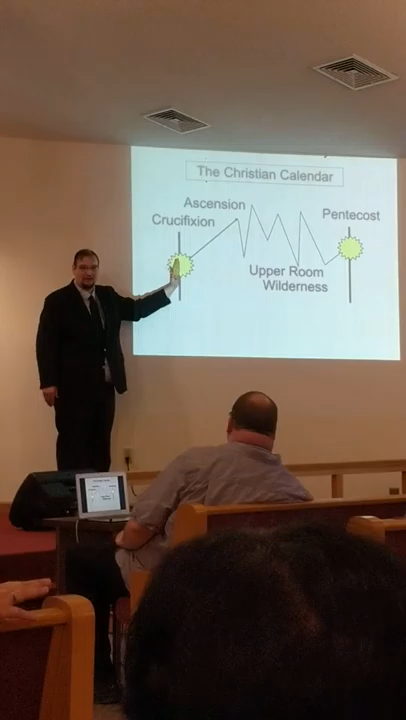 The Christian Calendar
Ascension
Crucifixion
Pentecost
Upper Room
Wilderness